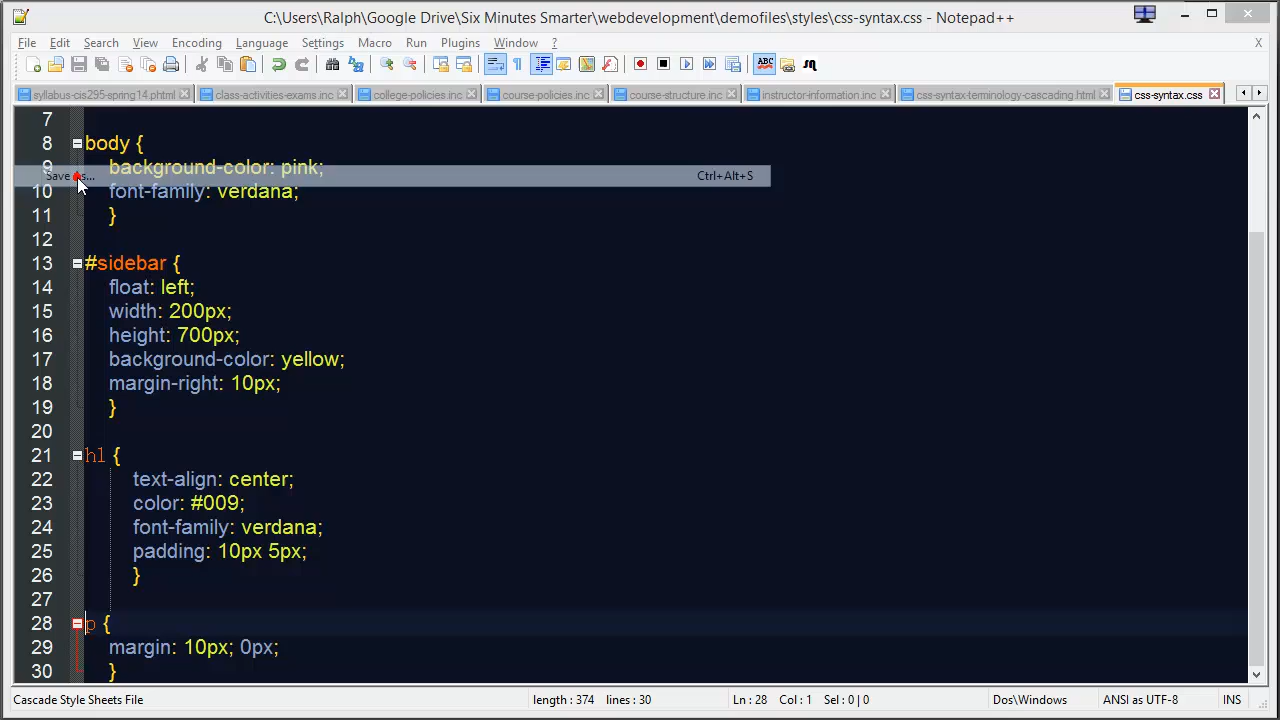 C:\Users\Ralph\Google Drive\Six Minutes Smarter\webdevelopment\demofiles\styles\css-syntax.css - Notepad++
File Edit Search View Encoding Language Settings Macro Run Plugins Window ? X
syllabus-cis295-spring14.phtml class-activities-exams.inc college-policies.inc course-policies.inc course-structure.inc instructor-information.inc css-syntax-terminology-cascading.html css-syntax.css
7
8 body {
9 background-color: pink;
Save As... Ctrl+Alt+S
10 font-family: verdana;
11 }
12
13 #sidebar {
14 float: left;
15 width: 200px;
16 height: 700px;
17 background-color: yellow;
18 margin-right: 10px;
19 }
20
21 h1 {
22 text-align: center;
23 color: #009;
24 font-family: verdana;
25 padding: 10px 5px;
26 }
27
28 p {
29 margin: 10px; 0px;
30 }
Cascade Style Sheets File length : 374 lines : 30 Ln : 28 Col : 1 Sel : 0 | 0 Dos\Windows ANSI as UTF-8 INS